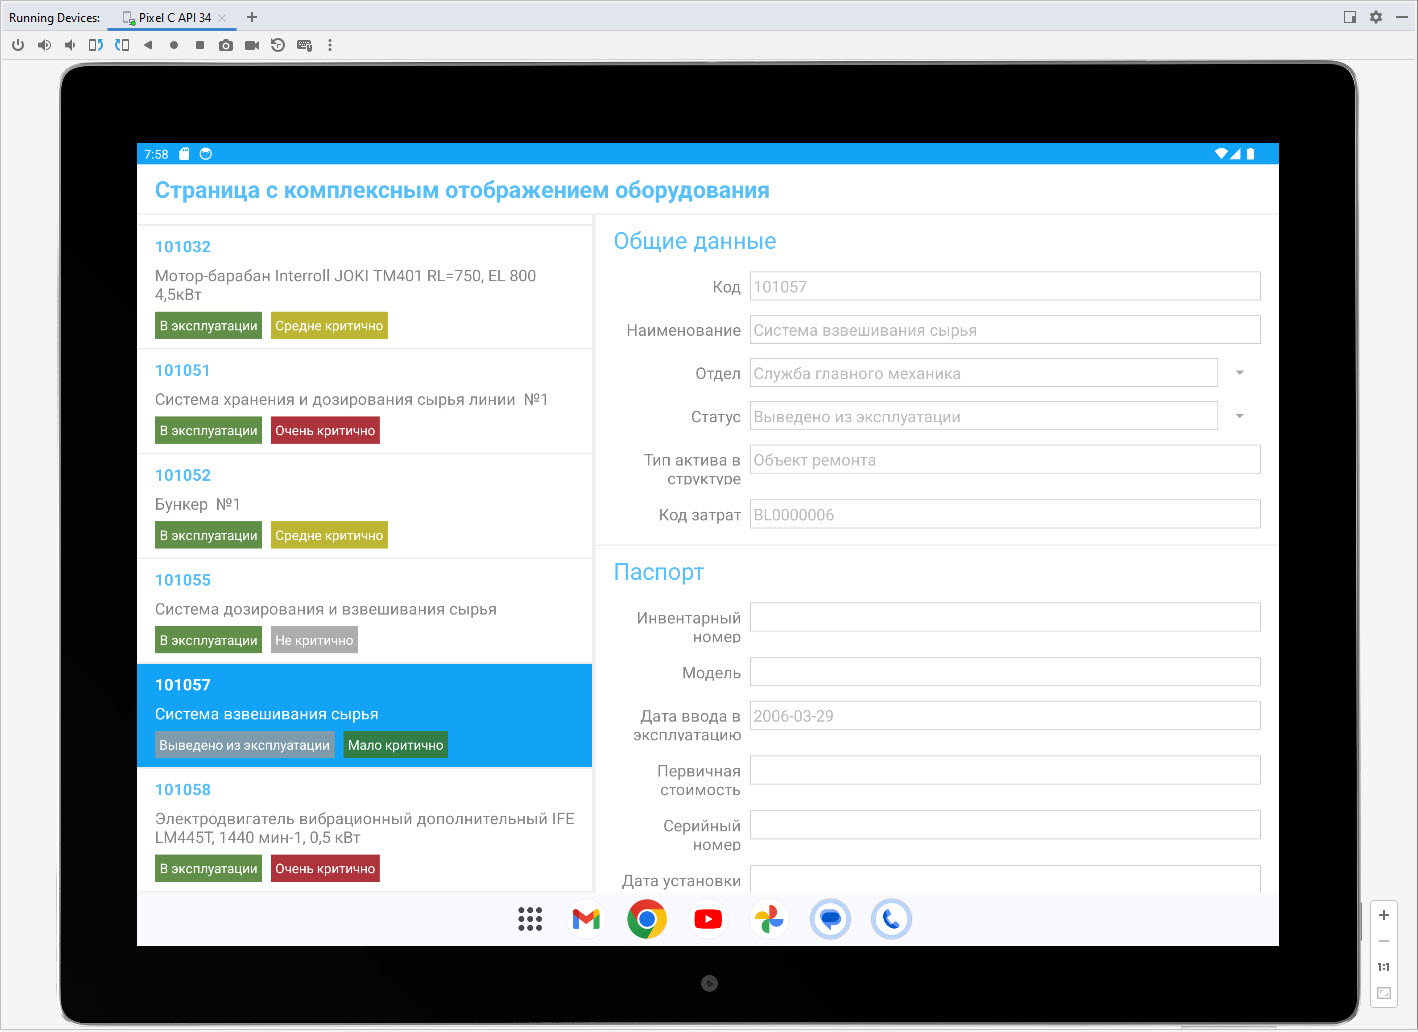 Running Devices:
Pixel C API 34
7:58
Страница с комплексным отображением оборудования
101032
Мотор-барабан Interroll JOKI TM401 RL=750, EL 800
4,5кВт
В эксплуатации
Средне критично
101051
Система хранения и дозирования сырья линии №1
В эксплуатации
Очень критично
101052
Бункер №1
В эксплуатации
Средне критично
101055
Система дозирования и взвешивания сырья
В эксплуатации
Не критично
101057
Система взвешивания сырья
Выведено из эксплуатации
Мало критично
101058
Электродвигатель вибрационный дополнительный IFE
LM445T, 1440 мин-1, 0,5 кВт
В эксплуатации
Очень критично
Общие данные
Код
101057
Наименование
Система взвешивания сырья
Отдел
Служба главного механика
Статус
Выведено из эксплуатации
Тип актива в
структуре
Объект ремонта
Код затрат
BL0000006
Паспорт
Инвентарный
номер
Модель
Дата ввода в
эксплуатацию
2006-03-29
Первичная
стоимость
Серийный
номер
Дата установки
1:1